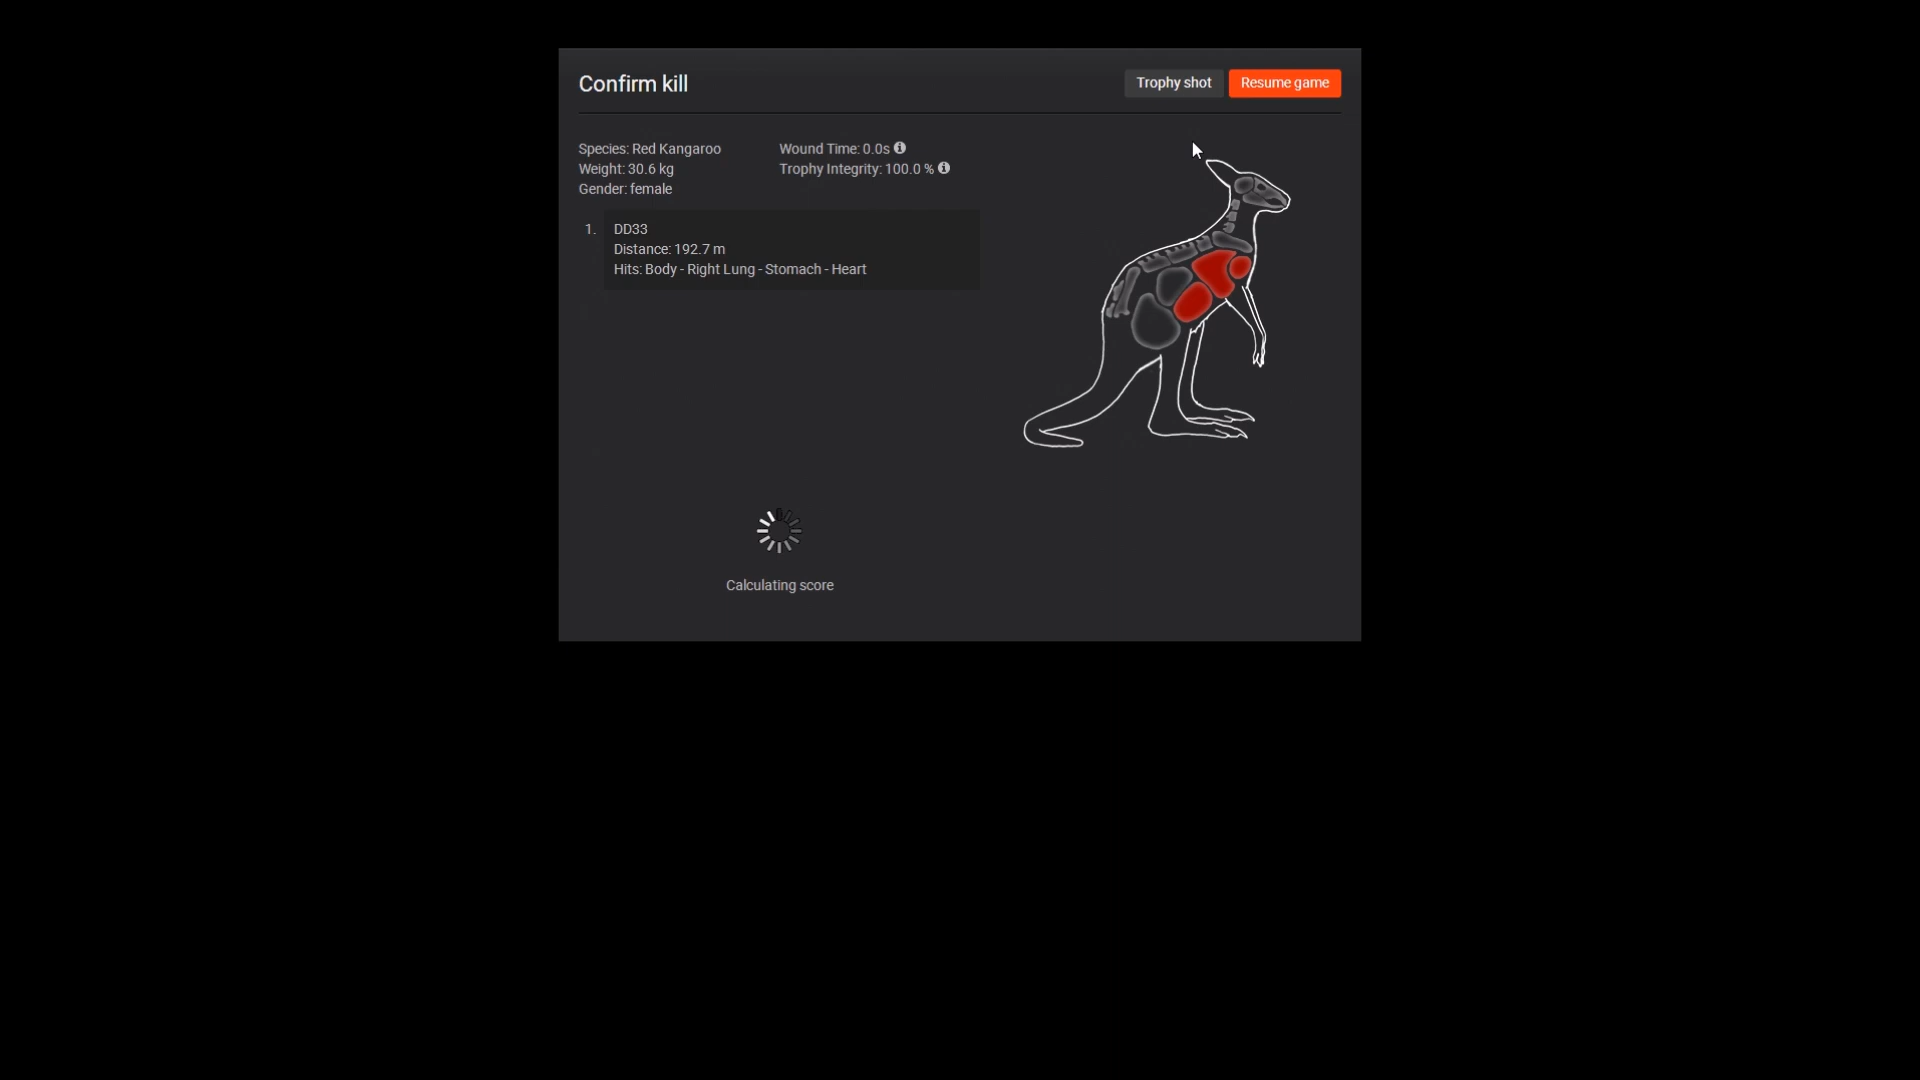 Confirm kill
Trophy shot
Resume game
Species: Red Kangaroo
Weight: 30.6 kg
Gender: female
Wound Time: 0.0s
Trophy Integrity: 100.0 %
1.
DD33
Distance: 192.7 m
Hits: Body - Right Lung - Stomach - Heart
Calculating score